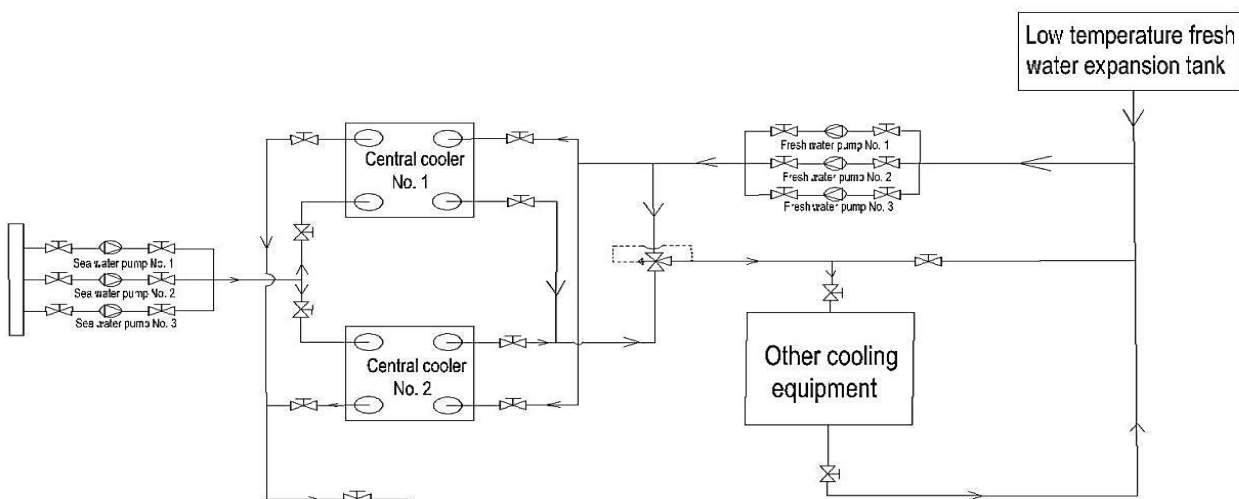 Low temperature fresh
water expansion tank
Fresh water pump No. 1
Fresh water pump No. 2
Fresh water pump No. 3
Central cooler
No. 1
Sea water pump No. 1
Sea water pump No. 2
Sea water pump No. 3
Central cooler
No. 2
Other cooling
equipment